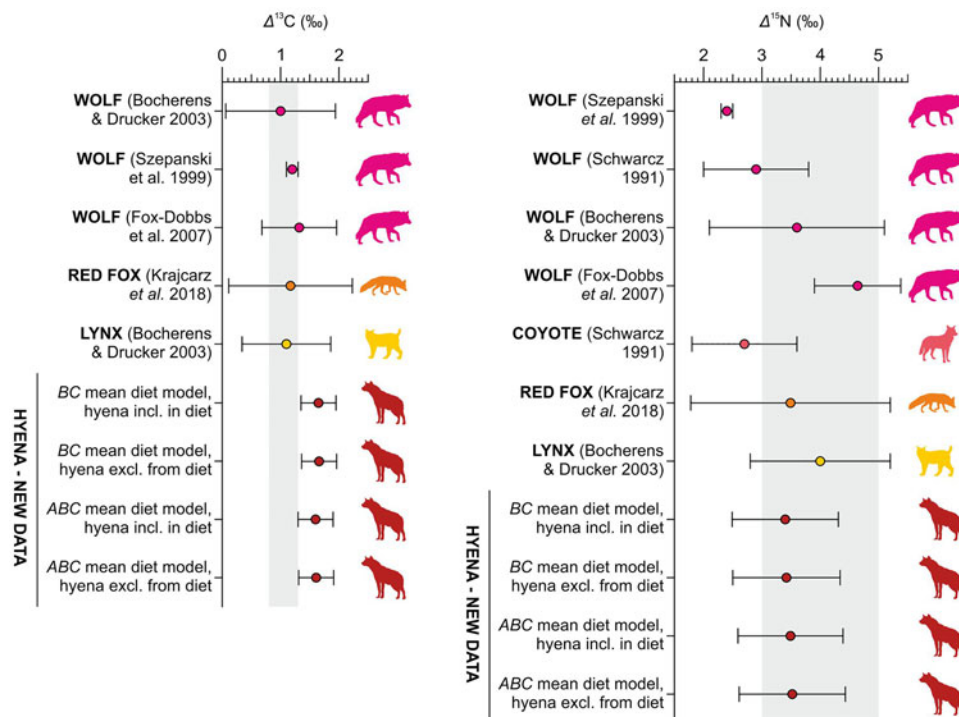 Δ¹³C (‰)
0 1 2
WOLF (Bocherens
& Drucker 2003)
WOLF (Szepanski
et al. 1999)
WOLF (Fox-Dobbs
et al. 2007)
RED FOX (Krajcarz
et al. 2018)
LYNX (Bocherens
& Drucker 2003)
HYENA - NEW DATA
BC mean diet model,
hyena incl. in diet
BC mean diet model,
hyena excl. from diet
ABC mean diet model,
hyena incl. in diet
ABC mean diet model,
hyena excl. from diet
Δ¹⁵N (‰)
2 3 4 5
WOLF (Szepanski
et al. 1999)
WOLF (Schwarcz
1991)
WOLF (Bocherens
& Drucker 2003)
WOLF (Fox-Dobbs
2007)
COYOTE (Schwarcz
1991)
RED FOX (Krajcarz
et al. 2018)
LYNX (Bocherens
& Drucker 2003)
HYENA - NEW DATA
BC mean diet model,
hyena incl. in diet
BC mean diet model,
hyena excl. from diet
ABC mean diet model,
hyena incl. in diet
ABC mean diet model,
hyena excl. from diet